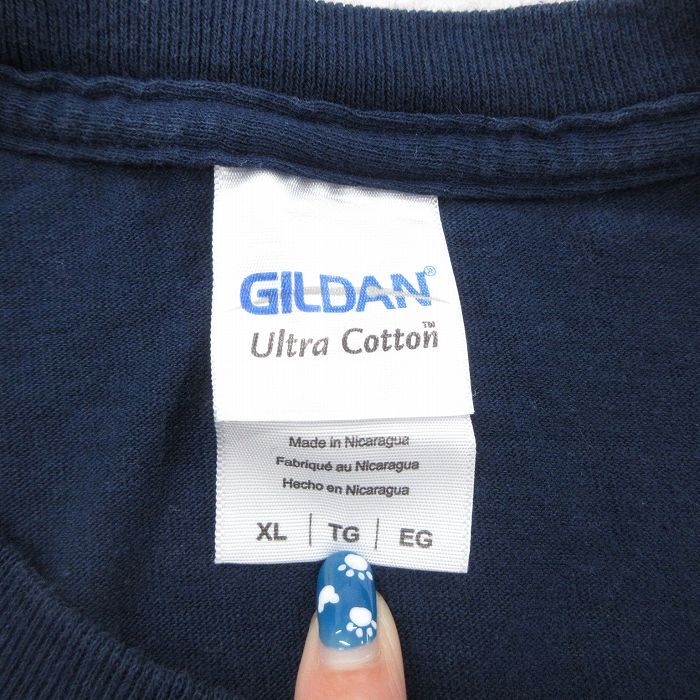 GILDAN®
Ultra Cotton™
Made in Nicaragua
Fabriqué au Nicaragua
Hecho en Nicaragua
XL | TG | EG